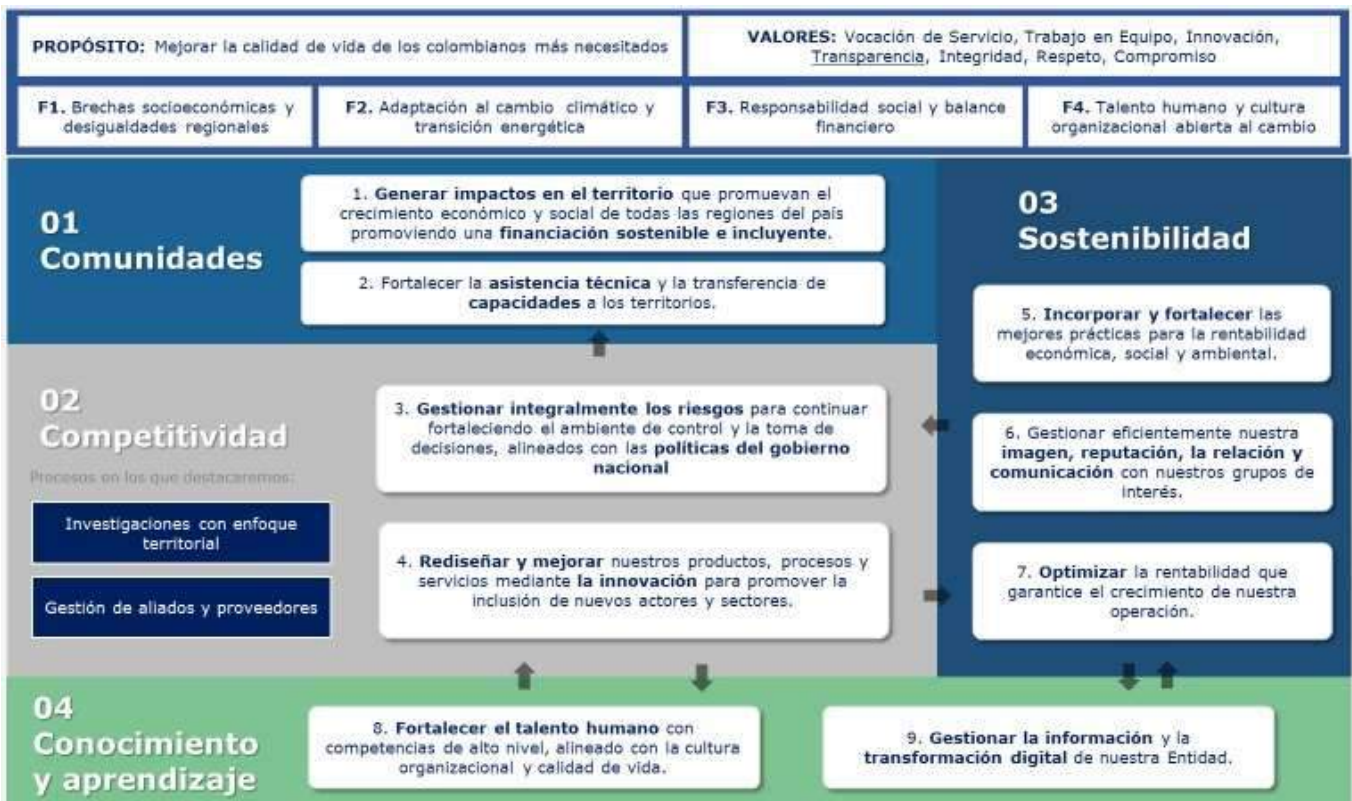 PROPÓSITO: Mejorar la calidad de vida de los colombianos más necesitados
VALORES: Vocación de Servicio, Trabajo en Equipo, Innovación,
Transparencia, Integridad, Respeto, Compromiso
F1. Brechas socioeconómicas y
desigualdades regionales
F2. Adaptación al cambio climático y
transición energética
F3. Responsabilidad social y balance
financiero
F4. Talento humano y cultura
organizacional abierta al cambio
01
Comunidades
1. Generar impactos en el territorio que promuevan el
crecimiento económico y social de todas las regiones del país
promoviendo una financiación sostenible e incluyente.
2. Fortalecer la asistencia técnica y la transferencia de
capacidades a los territorios.
02
Competitividad
Procesos en los que destacaremos:
Investigaciones con enfoque
territorial
Gestión de aliados y proveedores
3. Gestionar integralmente los riesgos para continuar
fortaleciendo el ambiente de control y la toma de
decisiones, alineados con las políticas del gobierno
nacional
4. Rediseñar y mejorar nuestros productos, procesos y
servicios mediante la innovación para promover la
inclusión de nuevos actores y sectores.
03
Sostenibilidad
5. Incorporar y fortalecer las
mejores prácticas para la rentabilidad
económica, social y ambiental.
6. Gestionar eficientemente nuestra
imagen, reputación, la relación y
comunicación con nuestros grupos de
interés.
7. Optimizar la rentabilidad que
garantice el crecimiento de nuestra
operación.
04
Conocimiento
y aprendizaje
8. Fortalecer el talento humano con
competencias de alto nivel, alineado con la cultura
organizacional y calidad de vida.
9. Gestionar la información y la
transformación digital de nuestra Entidad.